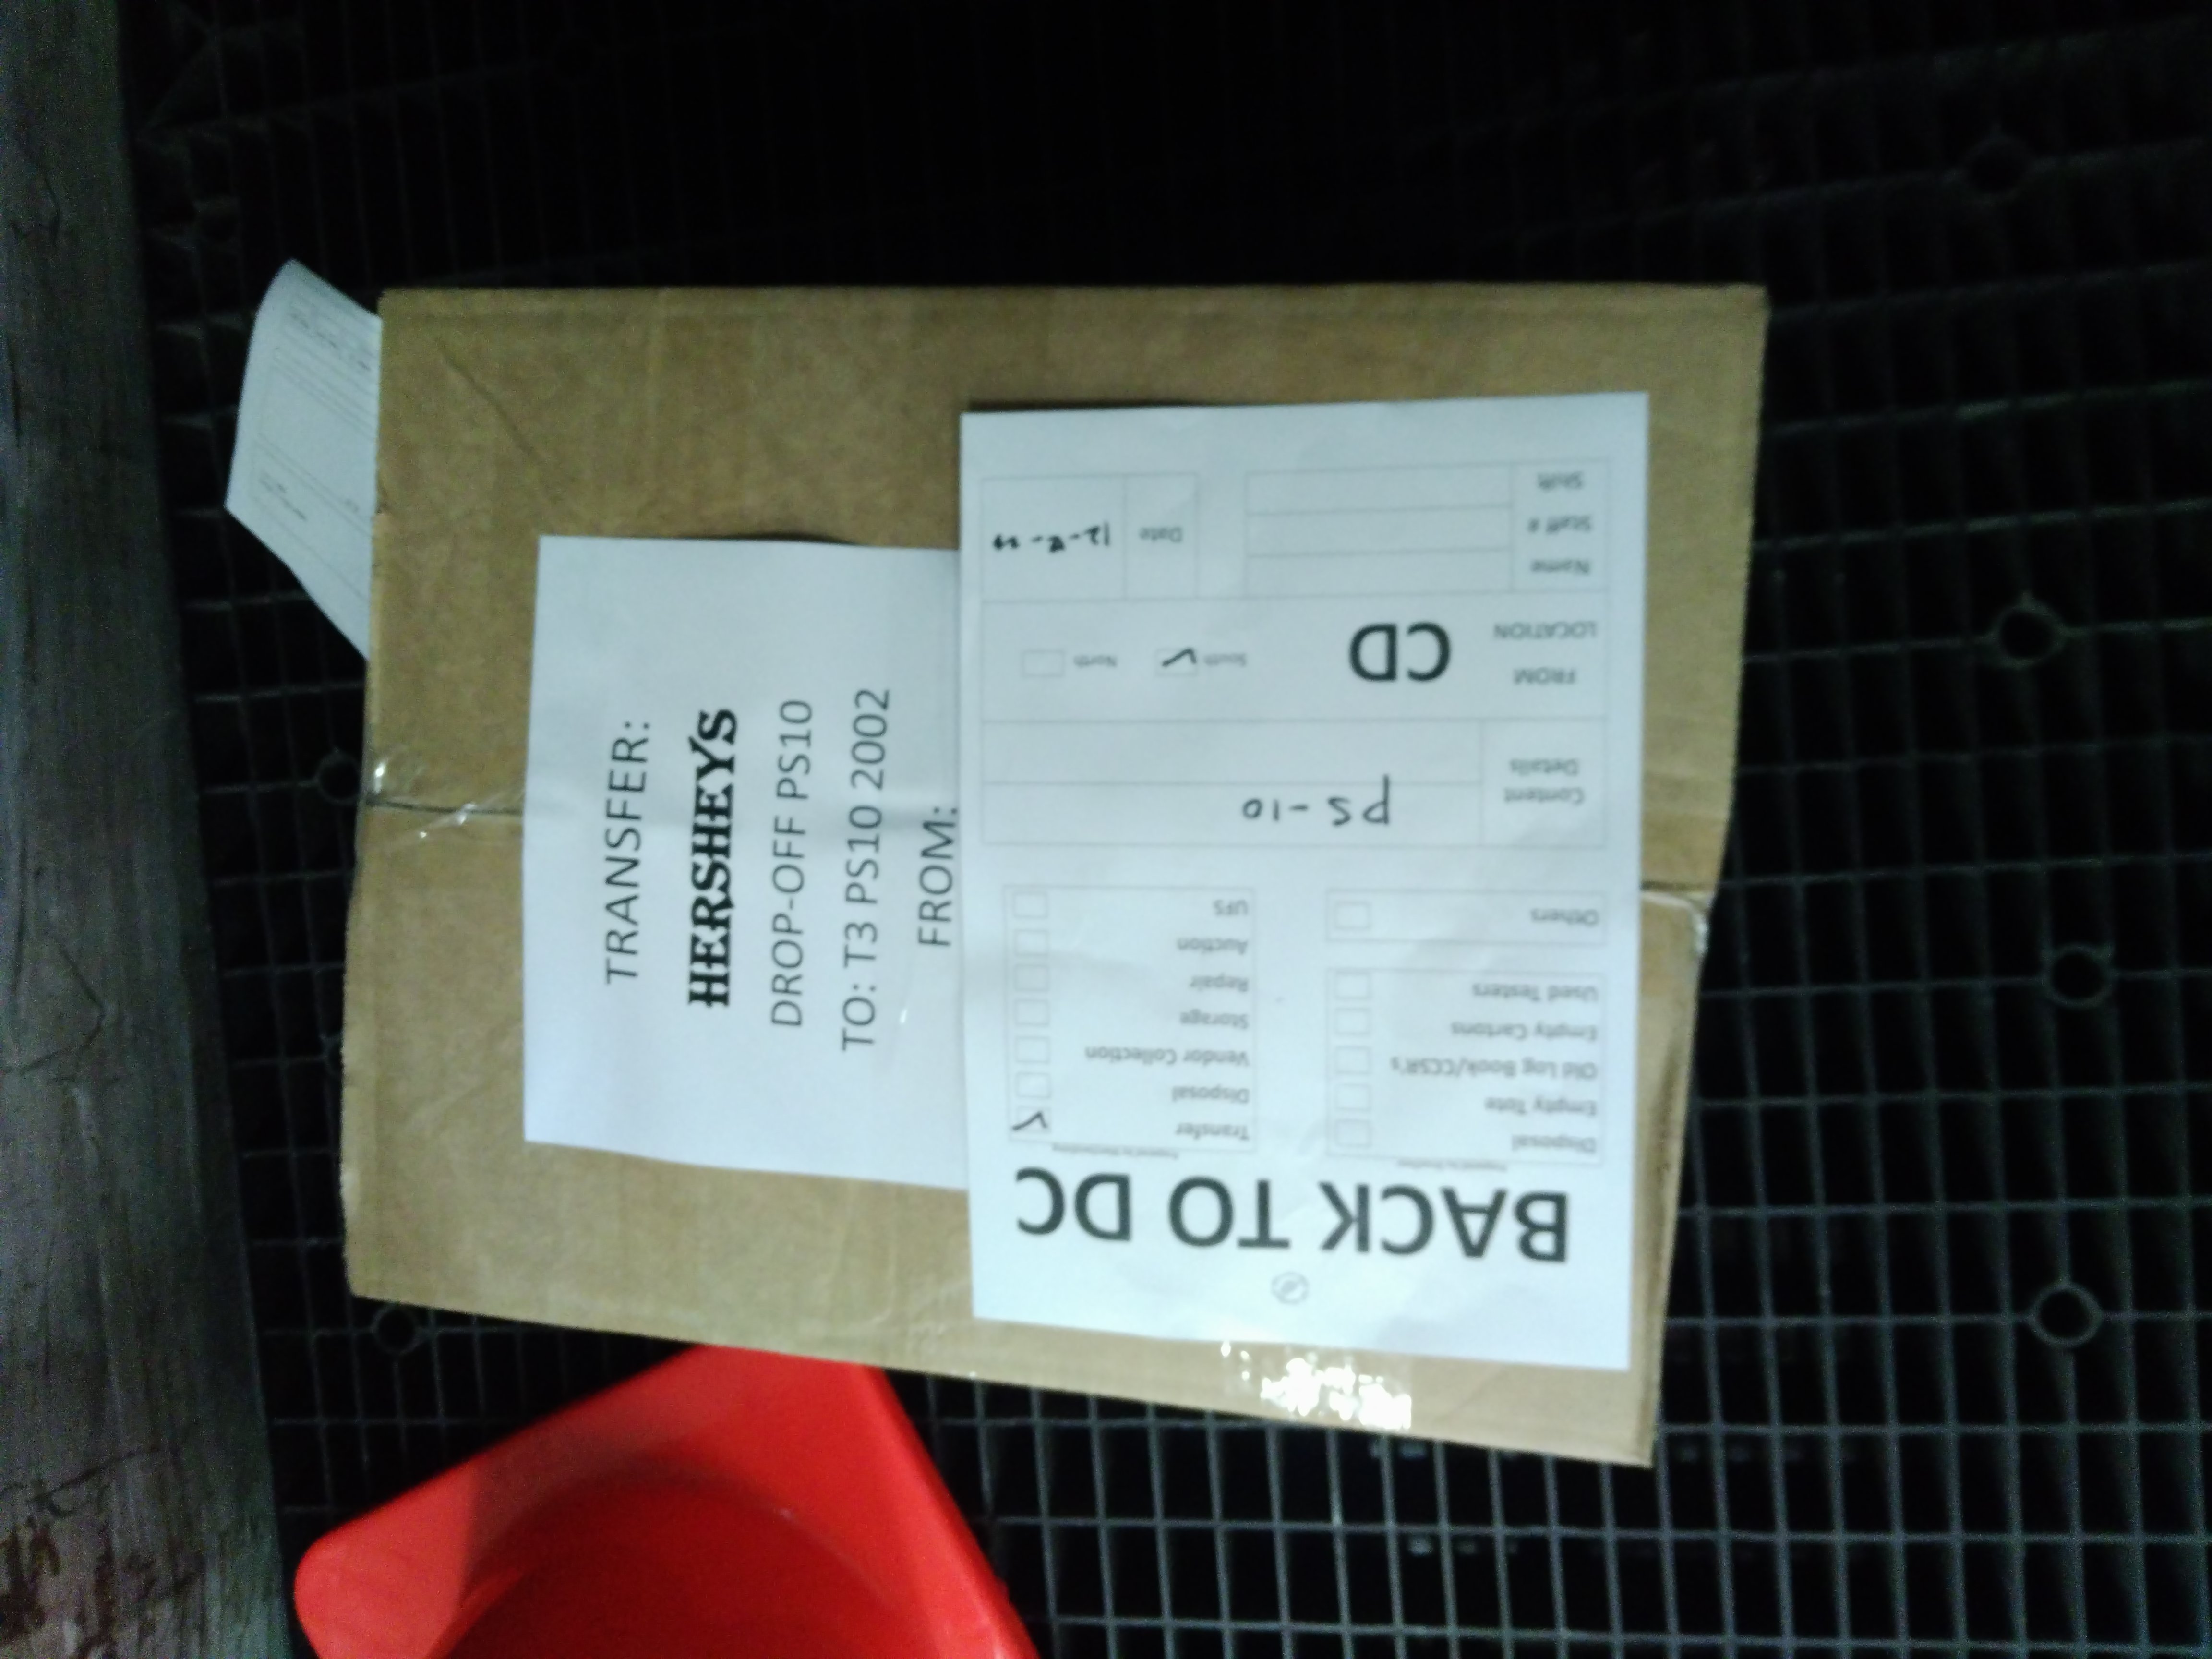 TRANSFER:
HERSHEYS
DROP-OFF PS10
TO: T3 PS10 2002
FROM:
BACK TO DC
Disposal
Empty Tote
Old Log Book/CCSR's
Empty Cartons
Used Testers
Others
Transfer
Disposal
Vendor Collection
Storage
Repair
Auction
UFS
Content Details
PS-10
FROM LOCATION
CD
South
North
Name
Staff #
Shift
Date